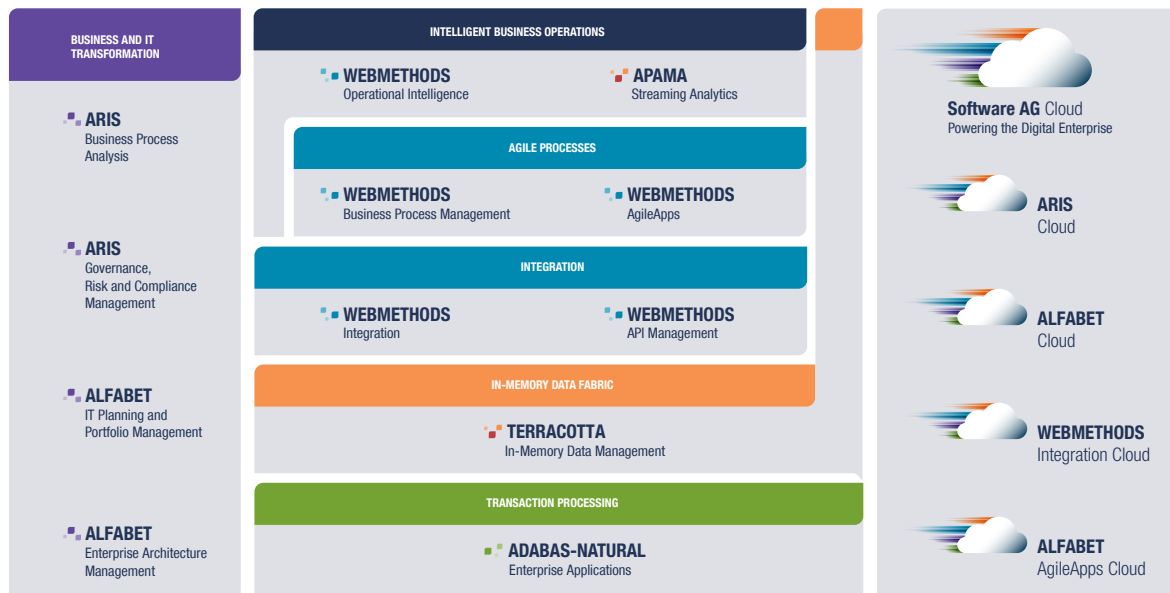 BUSINESS AND IT
TRANSFORMATION
ARIS
Business Process
Analysis
ARIS
Governance,
Risk and Compliance
Management
ALFABET
IT Planning and
Portfolio Management
ALFABET
Enterprise Architecture
Management
INTELLIGENT BUSINESS OPERATIONS
WEBMETHODS
Operational Intelligence
APAMA
Streaming Analytics
AGILE PROCESSES
WEBMETHODS
Business Process Management
WEBMETHODS
AgileApps
INTEGRATION
WEBMETHODS
Integration
WEBMETHODS
API Management
IN-MEMORY DATA FABRIC
TERRACOTTA
In-Memory Data Management
TRANSACTION PROCESSING
ADABAS-NATURAL
Enterprise Applications
Software AG Cloud
Powering the Digital Enterprise
ARIS
Cloud
ALFABET
Cloud
WEBMETHODS
Integration Cloud
ALFABET
AgileApps Cloud